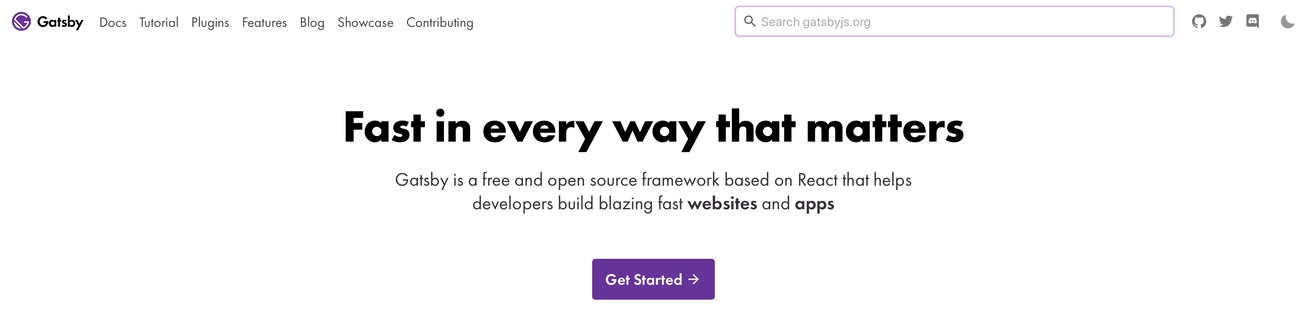 Gatsby Docs Tutorial Plugins Features Blog Showcase Contributing Search gatsbyjs.org
Fast in every way that matters
Gatsby is a free and open source framework based on React that helps
developers build blazing fast websites and apps
Get Started →